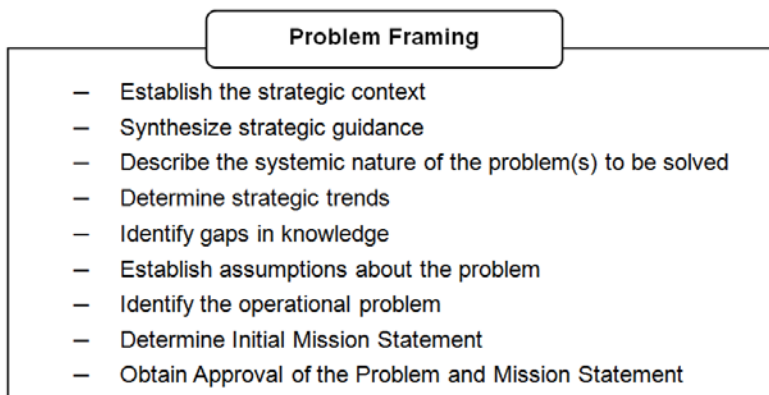 Problem Framing
– Establish the strategic context
– Synthesize strategic guidance
– Describe the systemic nature of the problem(s) to be solved
– Determine strategic trends
– Identify gaps in knowledge
– Establish assumptions about the problem
– Identify the operational problem
– Determine Initial Mission Statement
– Obtain Approval of the Problem and Mission Statement